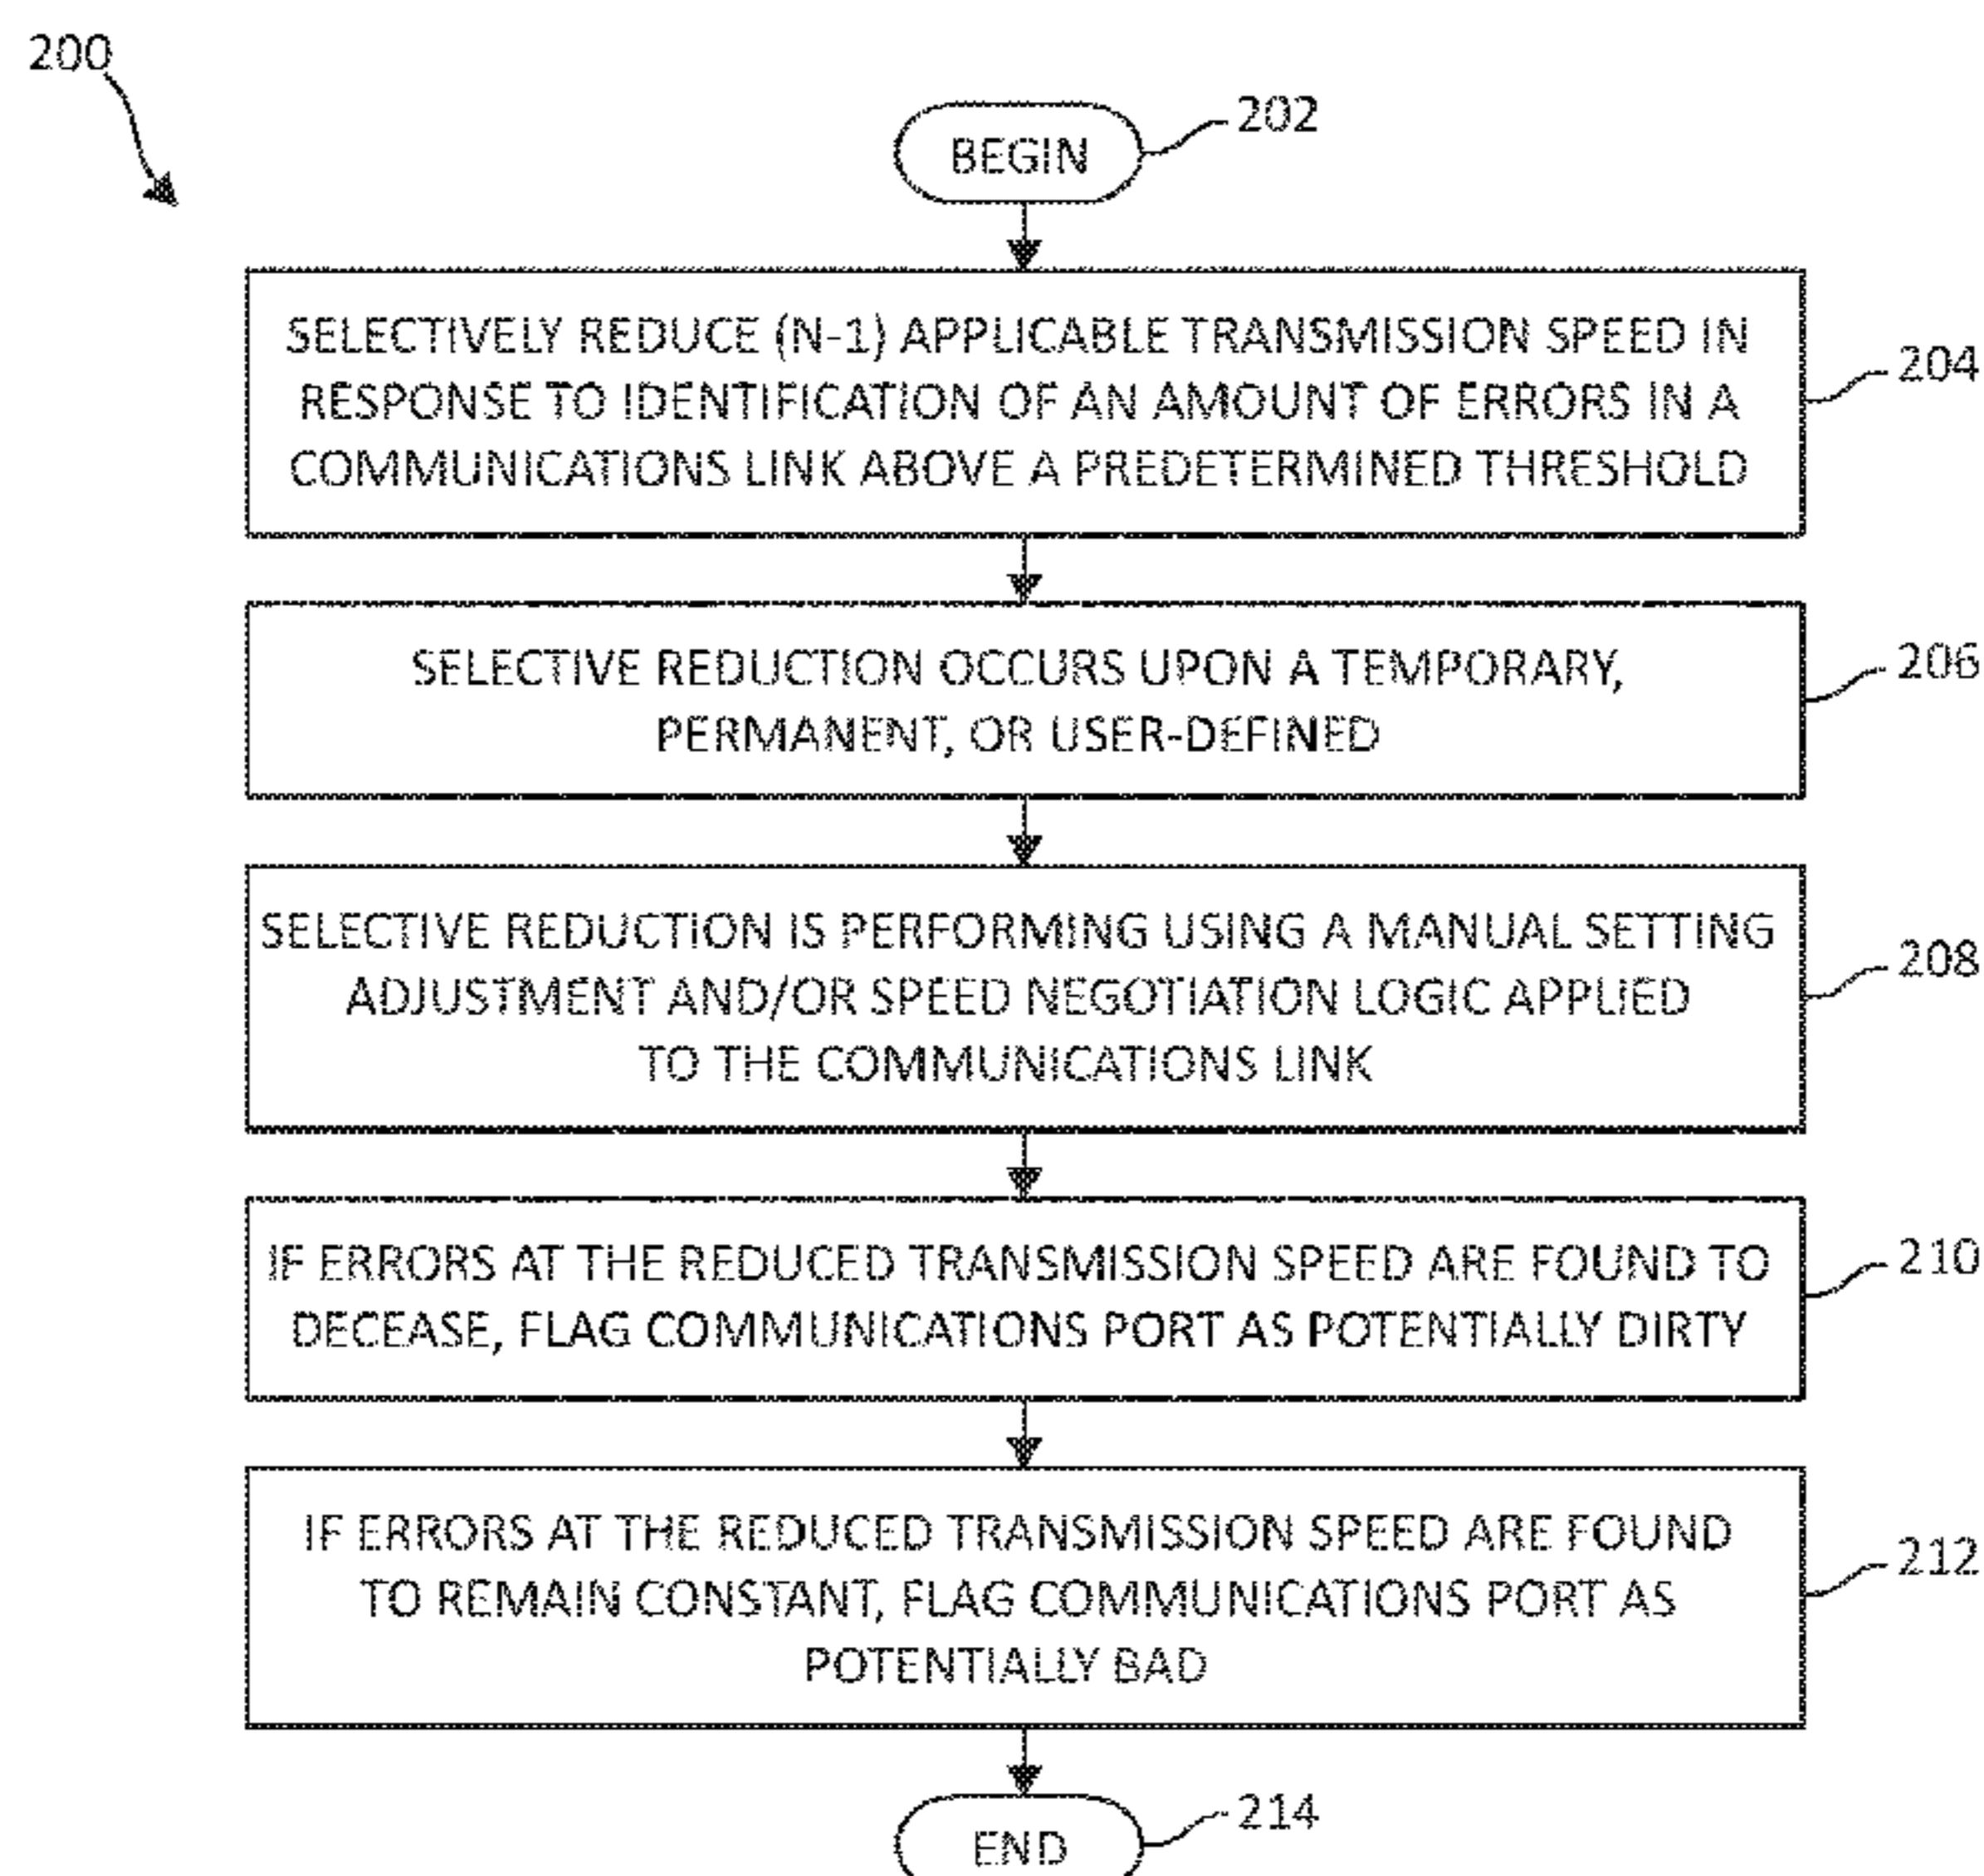 200
BEGIN
202
SELECTIVELY REDUCE (N-1) APPLICABLE TRANSMISSION SPEED IN
RESPONSE TO IDENTIFICATION OF AN AMOUNT OF ERRORS IN A
COMMUNICATIONS LINK ABOVE A PREDETERMINED THRESHOLD
204
SELECTIVE REDUCTION OCCURS UPON A TEMPORARY,
PERMANENT, OR USER-DEFINED
206
SELECTIVE REDUCTION IS PERFORMING USING A MANUAL SETTING
ADJUSTMENT AND/OR SPEED NEGOTIATION LOGIC APPLIED
TO THE COMMUNICATIONS LINK
208
IF ERRORS AT THE REDUCED TRANSMISSION SPEED ARE FOUND TO
DECEASE, FLAG COMMUNICATIONS PORT AS POTENTIALLY DIRTY
210
IF ERRORS AT THE REDUCED TRANSMISSION SPEED ARE FOUND
TO REMAIN CONSTANT, FLAG COMMUNICATIONS PORT AS
POTENTIALLY BAD
212
END
214